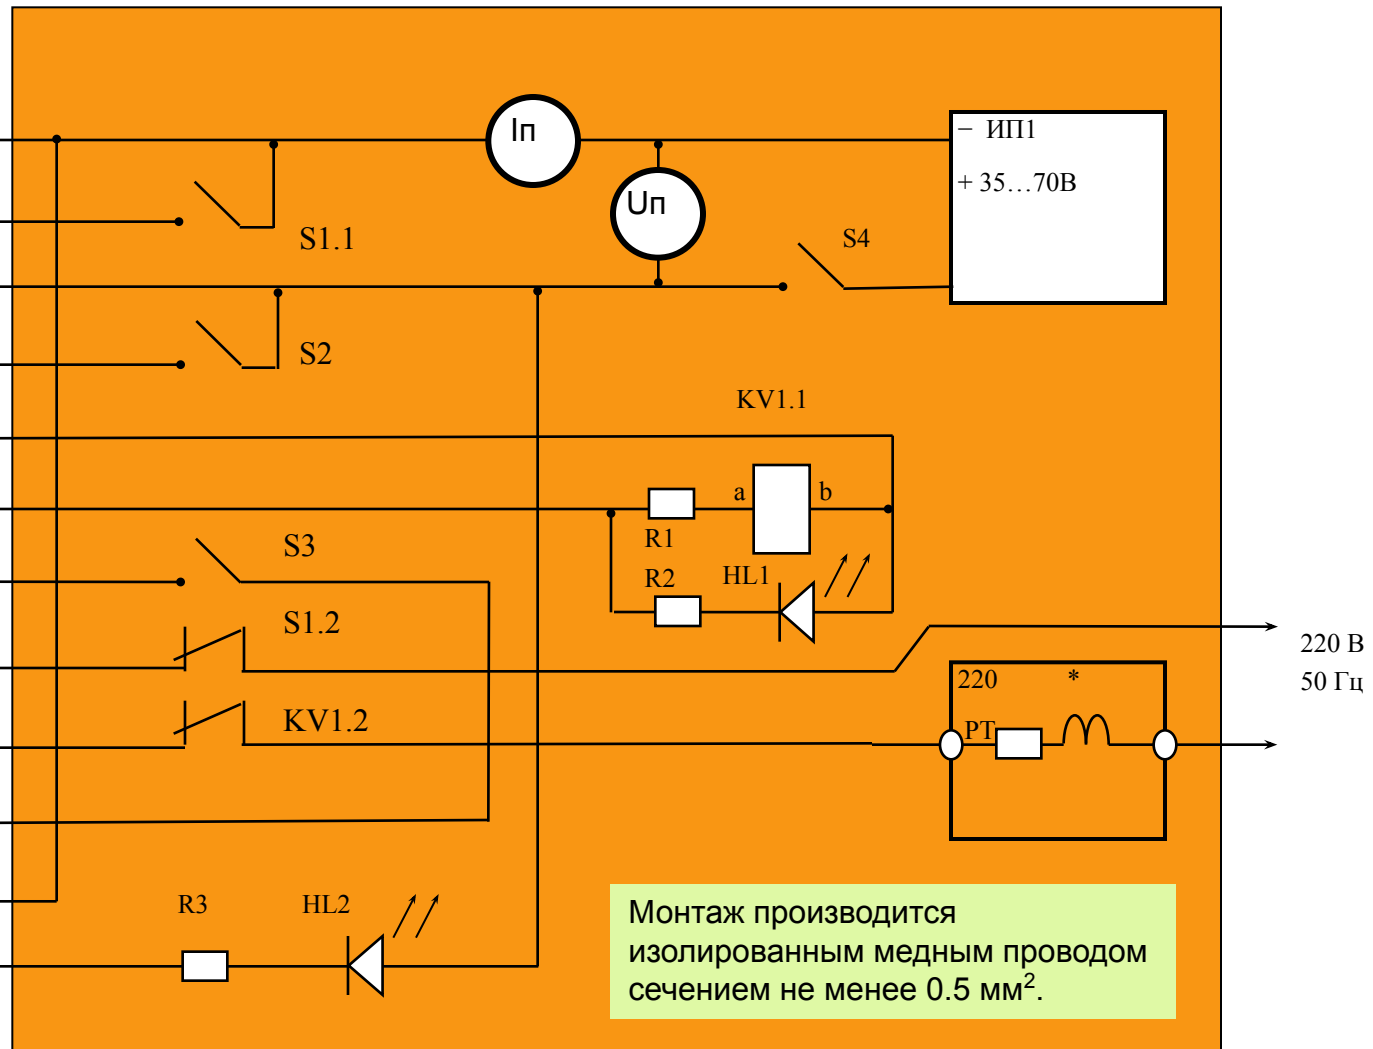 Iп
− ИП1
+ 35…70В
Uп
S1.1
S4
S2
KV1.1
a
b
R1
S3
R2
HL1
S1.2
220 В
50 Гц
220
*
KV1.2
РТ
R3
HL2
Монтаж производится
изолированным медным проводом
сечением не менее 0.5 мм².